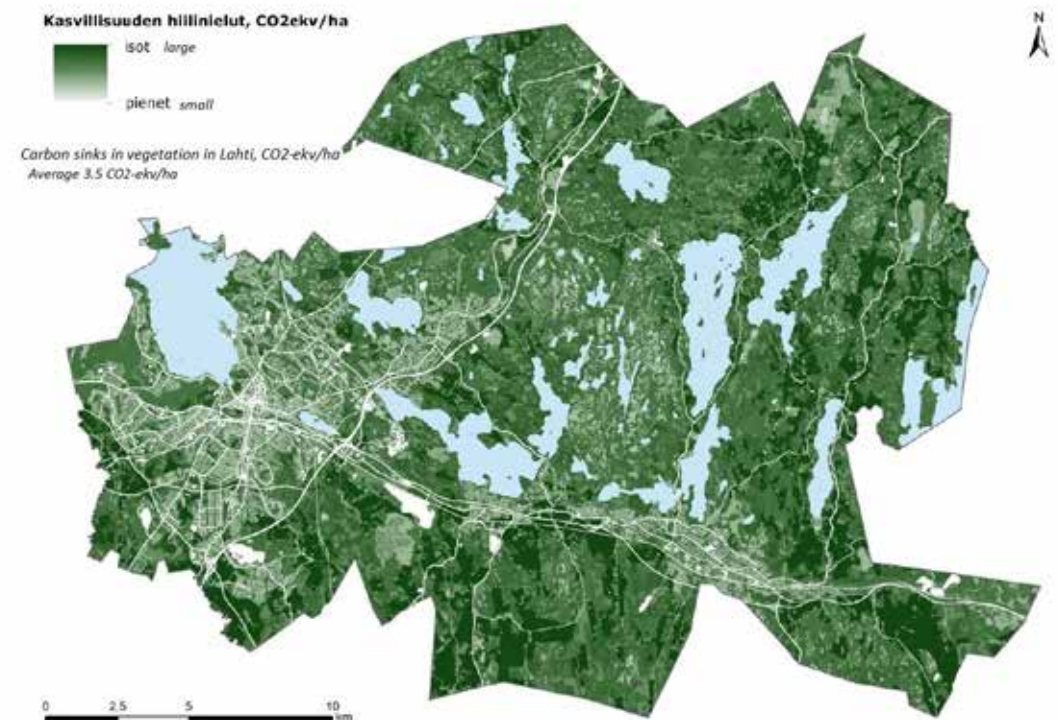 Kasvillisuuden hiilinielut, CO2ekv/ha
isot large
pienet small
Carbon sinks in vegetation in Lahti, CO2-ekv/ha
Average 3.5 CO2-ekv/ha
N
0 2.5 5 10
km